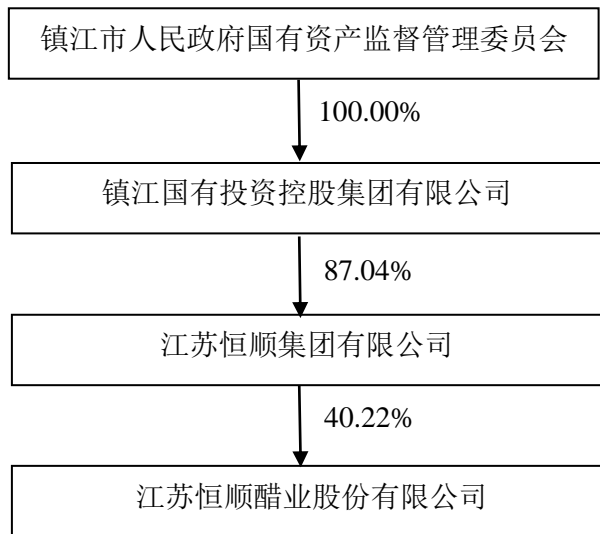 镇江市人民政府国有资产监督管理委员会
100.00%
镇江国有投资控股集团有限公司
87.04%
江苏恒顺集团有限公司
40.22%
江苏恒顺醋业股份有限公司